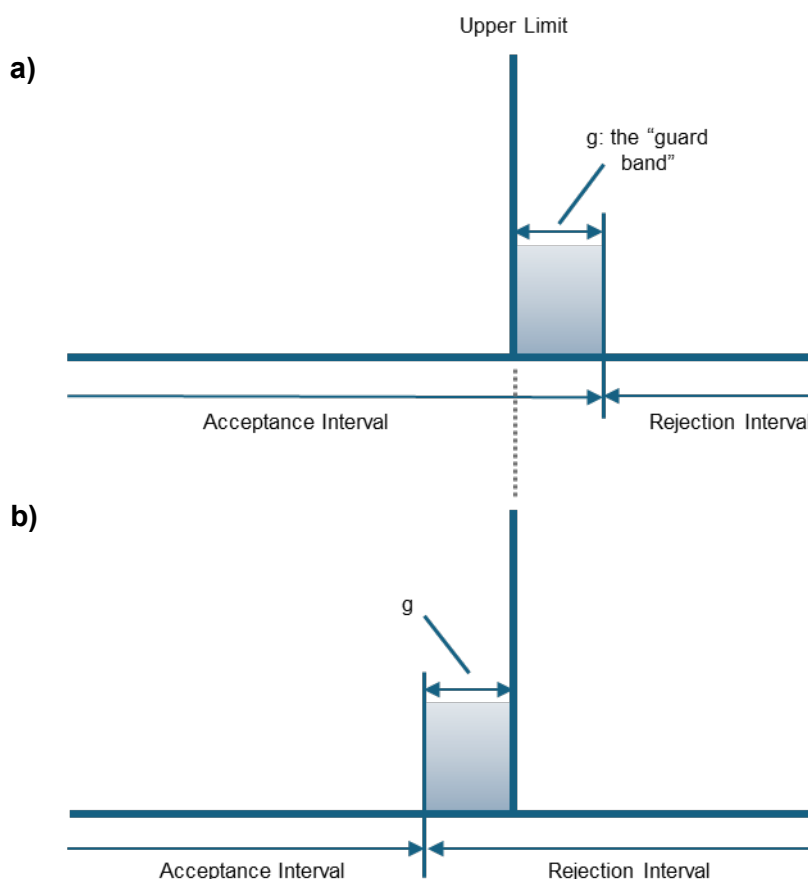 Upper Limit
a)
g: the “guard
band”
Acceptance Interval
Rejection Interval
b)
g
Acceptance Interval
Rejection Interval